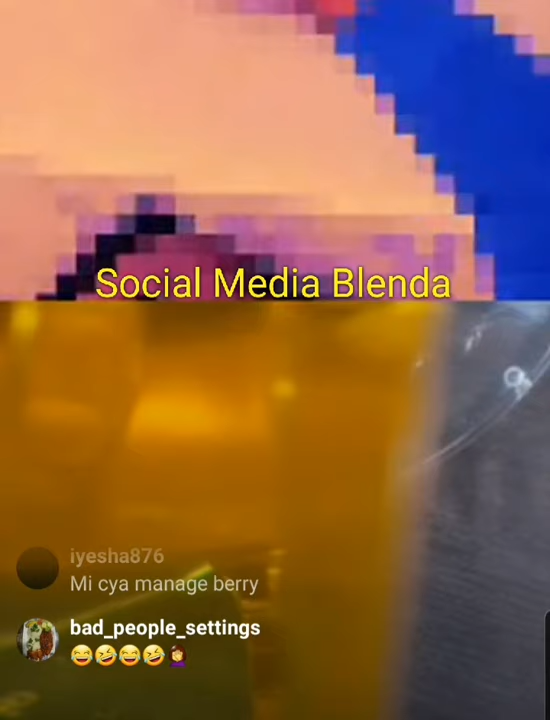 Social Media Blenda
iyesha876
Mi cya manage berry
bad_people_settings
😂🤣😂🤣🤦‍♀️